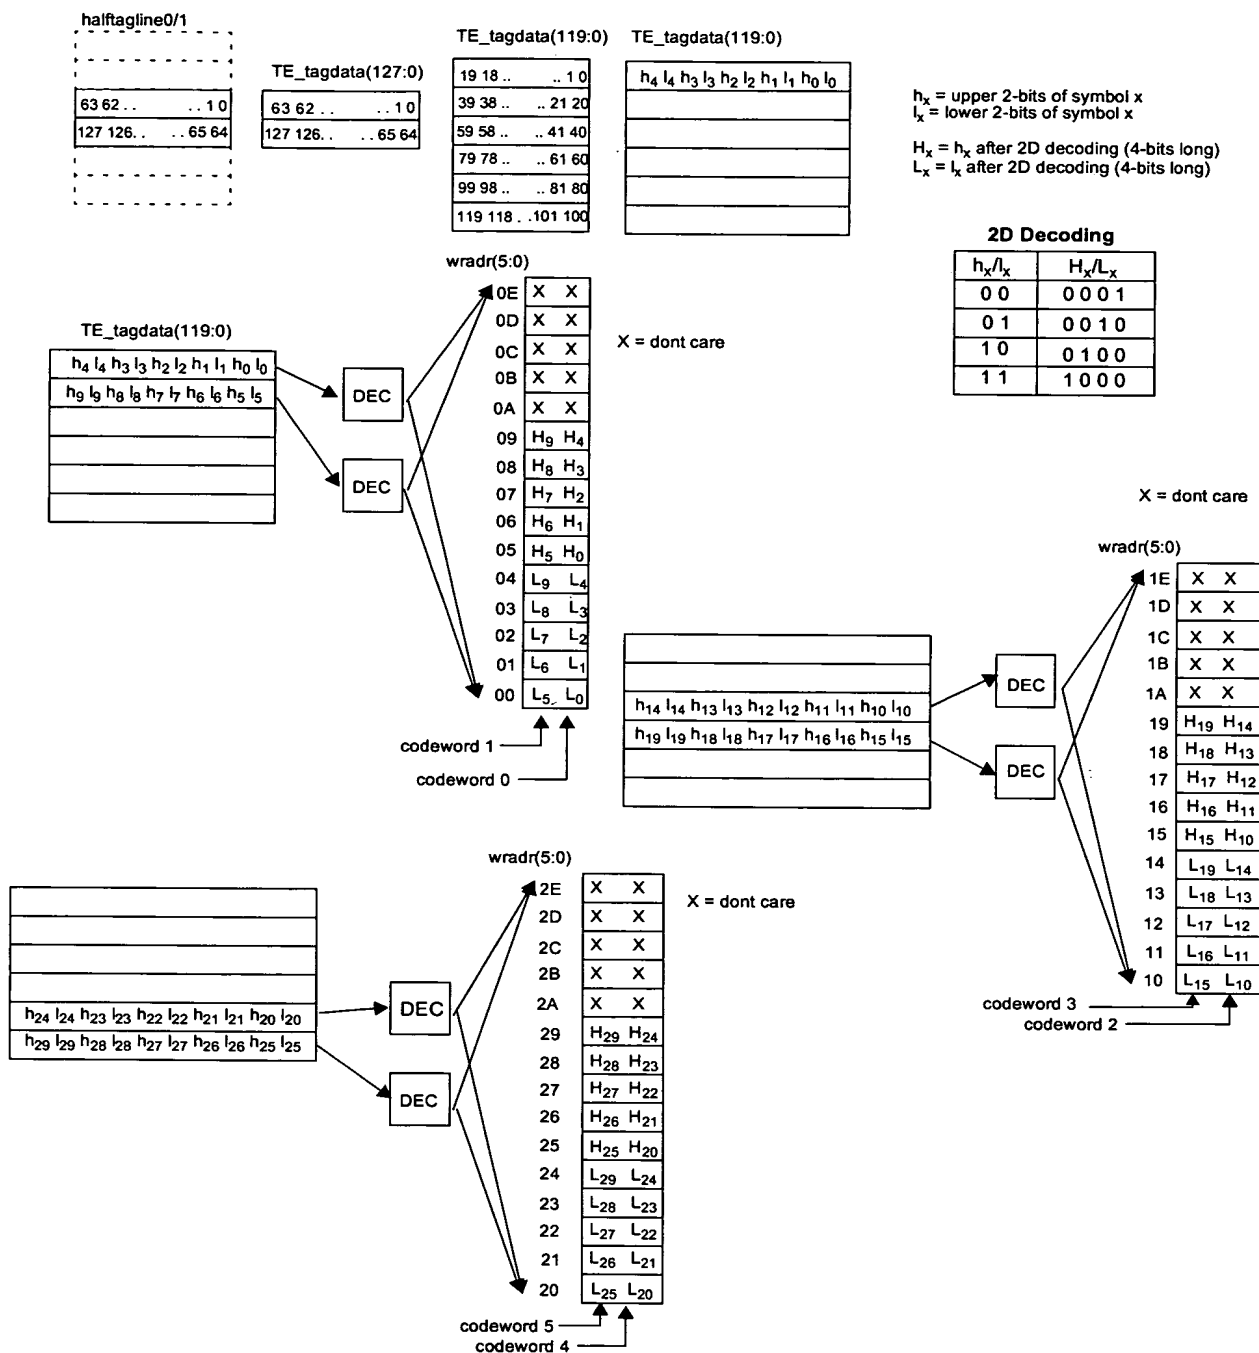 halftagline0/1
63 62 . . . . 1 0
127 126. . . . 65 64
TE_tagdata(127:0)
63 62 . . . . 1 0
127 126. . . . 65 64
TE_tagdata(119:0)
19 18 .. .. 1 0
39 38 .. .. 21 20
59 58 .. .. 41 40
79 78 .. .. 61 60
99 98 .. .. 81 80
119 118 . . 101 100
TE_tagdata(119:0)
h4 l4 h3 l3 h2 l2 h1 l1 h0 l0
hx = upper 2-bits of symbol x
lx = lower 2-bits of symbol x
Hx = hx after 2D decoding (4-bits long)
Lx = lx after 2D decoding (4-bits long)
2D Decoding
hx/lx Hx/Lx
0 0 0 0 0 1
0 1 0 0 1 0
1 0 0 1 0 0
1 1 1 0 0 0
TE_tagdata(119:0)
h4 l4 h3 l3 h2 l2 h1 l1 h0 l0
h9 l9 h8 l8 h7 l7 h6 l6 h5 l5
DEC
DEC
wradr(5:0)
0E X X
0D X X
0C X X
0B X X
0A X X
09 H9 H4
08 H8 H3
07 H7 H2
06 H6 H1
05 H5 H0
04 L9 L4
03 L8 L3
02 L7 L2
01 L6 L1
00 L5 L0
codeword 1
codeword 0
X = dont care
h14 l14 h13 l13 h12 l12 h11 l11 h10 l10
h19 l19 h18 l18 h17 l17 h16 l16 h15 l15
DEC
DEC
X = dont care
wradr(5:0)
1E X X
1D X X
1C X X
1B X X
1A X X
19 H19 H14
18 H18 H13
17 H17 H12
16 H16 H11
15 H15 H10
14 L19 L14
13 L18 L13
12 L17 L12
11 L16 L11
10 L15 L10
codeword 3
codeword 2
h24 l24 h23 l23 h22 l22 h21 l21 h20 l20
h29 l29 h28 l28 h27 l27 h26 l26 h25 l25
DEC
DEC
wradr(5:0)
2E X X
2D X X
2C X X
2B X X
2A X X
29 H29 H24
28 H28 H23
27 H27 H22
26 H26 H21
25 H25 H20
24 L29 L24
23 L28 L23
22 L27 L22
21 L26 L21
20 L25 L20
codeword 5
codeword 4
X = dont care